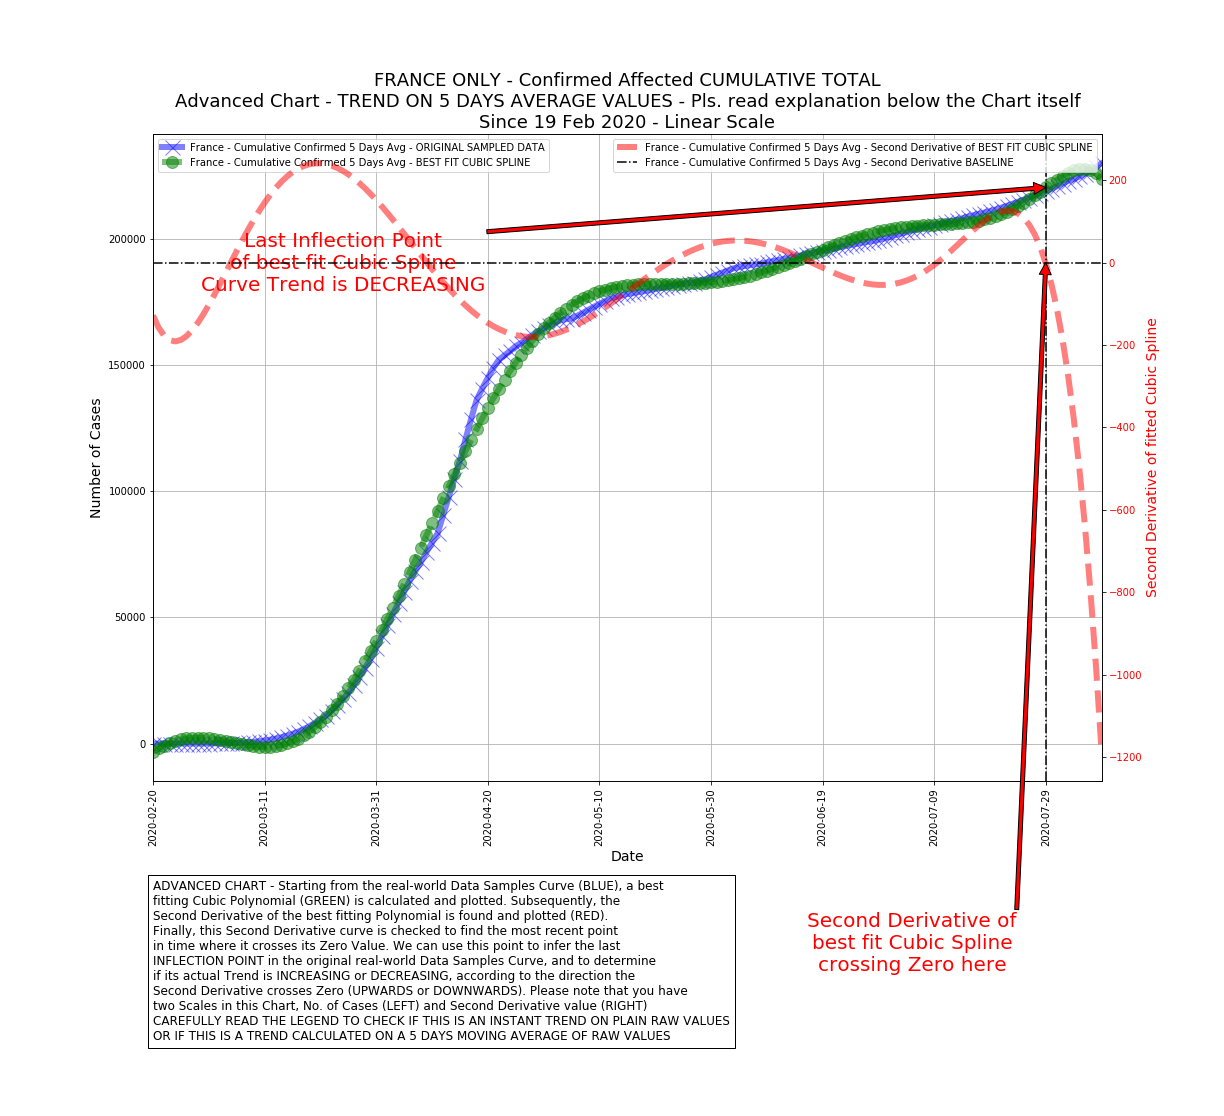 FRANCE ONLY - Confirmed Affected CUMULATIVE TOTAL
Advanced Chart - TREND ON 5 DAYS AVERAGE VALUES - Pls. read explanation below the Chart itself
Since 19 Feb 2020 - Linear Scale
France - Cumulative Confirmed 5 Days Avg - ORIGINAL SAMPLED DATA
France - Cumulative Confirmed 5 Days Avg - BEST FIT CUBIC SPLINE
France - Cumulative Confirmed 5 Days Avg - Second Derivative of BEST FIT CUBIC SPLINE
France - Cumulative Confirmed 5 Days Avg - Second Derivative BASELINE
Last Inflection Point
of best fit Cubic Spline
Curve Trend is DECREASING
Number of Cases
200000
150000
100000
50000
0
200
0
−200
−400
−600
−800
−1000
−1200
Second Derivative of fitted Cubic Spline
2020-02-20
2020-03-11
2020-03-31
2020-04-20
2020-05-10
2020-05-30
2020-06-19
2020-07-09
2020-07-29
Date
ADVANCED CHART - Starting from the real-world Data Samples Curve (BLUE), a best
fitting Cubic Polynomial (GREEN) is calculated and plotted. Subsequently, the
Second Derivative of the best fitting Polynomial is found and plotted (RED).
Finally, this Second Derivative curve is checked to find the most recent point
in time where it crosses its Zero Value. We can use this point to infer the last
INFLECTION POINT in the original real-world Data Samples Curve, and to determine
if its actual Trend is INCREASING or DECREASING, according to the direction the
Second Derivative crosses Zero (UPWARDS or DOWNWARDS). Please note that you have
two Scales in this Chart, No. of Cases (LEFT) and Second Derivative value (RIGHT)
CAREFULLY READ THE LEGEND TO CHECK IF THIS IS AN INSTANT TREND ON PLAIN RAW VALUES
OR IF THIS IS A TREND CALCULATED ON A 5 DAYS MOVING AVERAGE OF RAW VALUES
Second Derivative of
best fit Cubic Spline
crossing Zero here